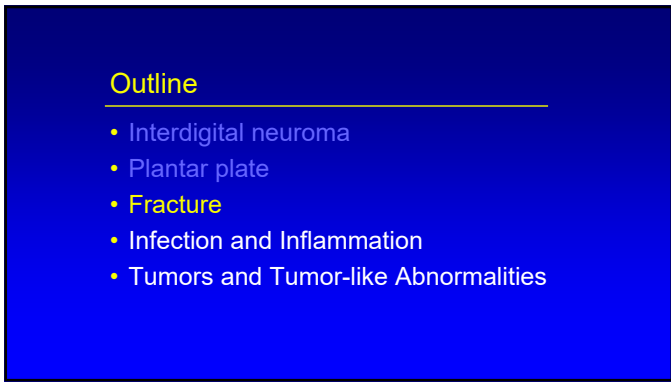 Outline
• Interdigital neuroma
• Plantar plate
• Fracture
• Infection and Inflammation
• Tumors and Tumor-like Abnormalities